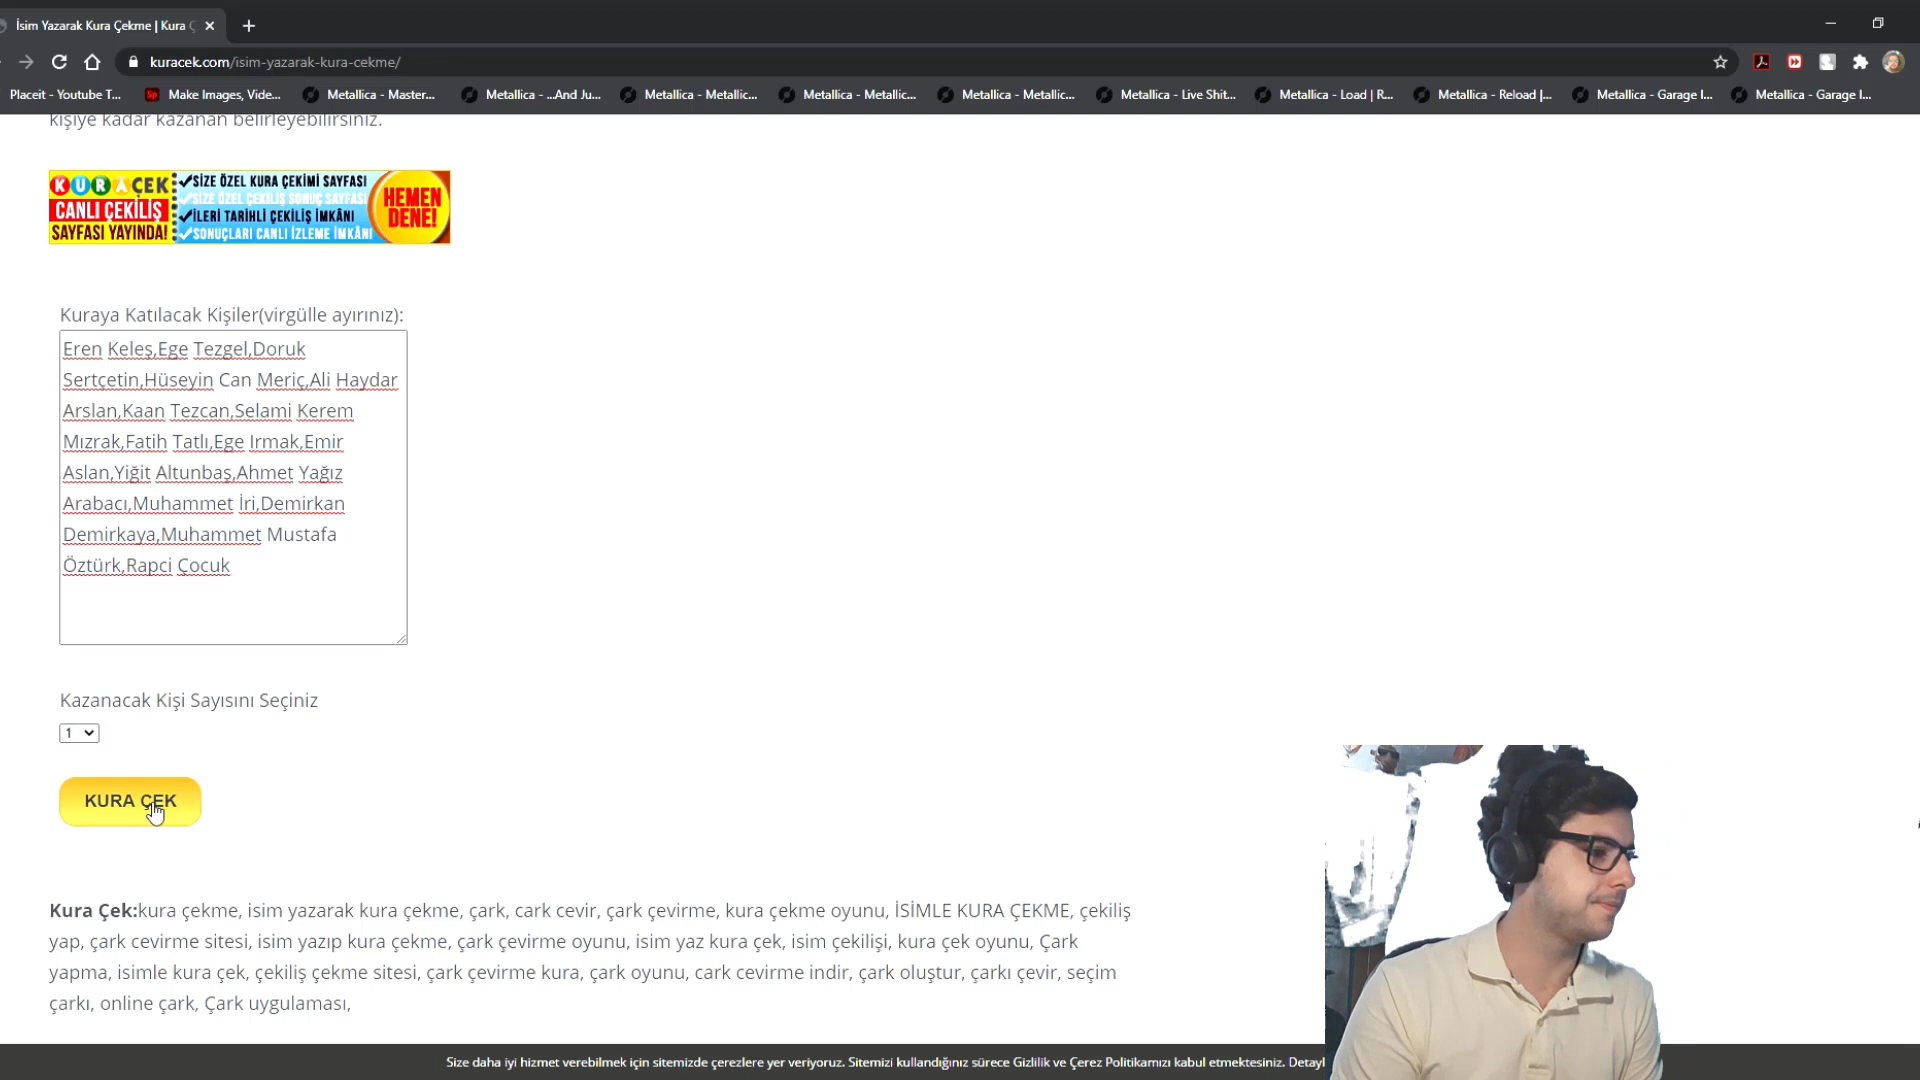 İsim Yazarak Kura Çekme | Kura Ç
kuracek.com/isim-yazarak-kura-cekme/
Placeit - Youtube T...
Make Images, Vide...
Metallica - Master...
Metallica - ...And Ju...
Metallica - Metallic...
Metallica - Metallic...
Metallica - Metallic...
Metallica - Live Shit...
Metallica - Load | R...
Metallica - Reload |...
Metallica - Garage I...
Metallica - Garage I...
kişiye kadar kazanan belirleyebilirsiniz.
KURAÇEK
CANLI ÇEKİLİŞ
SAYFASI YAYINDA!
SİZE ÖZEL KURA ÇEKİMİ SAYFASI
SİZE ÖZEL ÇEKİLİŞ SONUÇ SAYFASI
İLERİ TARİHLİ ÇEKİLİŞ İMKÂNI
SONUÇLARI CANLI İZLEME İMKÂNI
HEMEN
DENE!
Kuraya Katılacak Kişiler(virgülle ayırınız):
Eren Keleş,Ege Tezgel,Doruk
Sertçetin,Hüseyin Can Meriç,Ali Haydar
Arslan,Kaan Tezcan,Selami Kerem
Mızrak,Fatih Tatlı,Ege Irmak,Emir
Aslan,Yiğit Altunbaş,Ahmet Yağız
Arabacı,Muhammet İri,Demirkan
Demirkaya,Muhammet Mustafa
Öztürk,Rapci Çocuk
Kazanacak Kişi Sayısını Seçiniz
1
KURA ÇEK
Kura Çek:kura çekme, isim yazarak kura çekme, çark, cark cevir, çark çevirme, kura çekme oyunu, İSİMLE KURA ÇEKME, çekiliş
yap, çark cevirme sitesi, isim yazıp kura çekme, çark çevirme oyunu, isim yaz kura çek, isim çekilişi, kura çek oyunu, Çark
yapma, isimle kura çek, çekiliş çekme sitesi, çark çevirme kura, çark oyunu, cark cevirme indir, çark oluştur, çarkı çevir, seçim
çarkı, online çark, Çark uygulaması,
Size daha iyi hizmet verebilmek için sitemizde çerezlere yer veriyoruz. Sitemizi kullandığınız sürece Gizlilik ve Çerez Politikamızı kabul etmektesiniz. Detayl